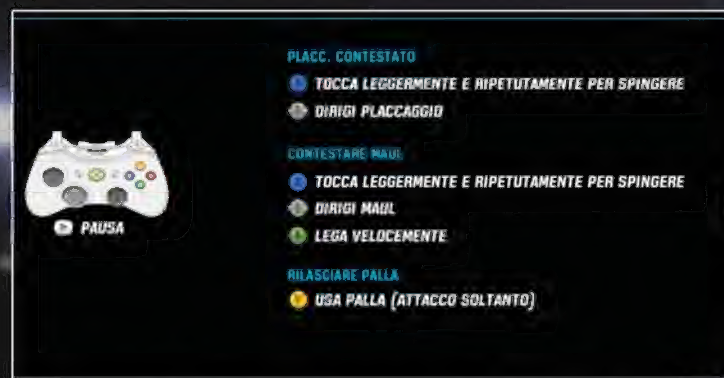 PLACC. CONTESTATO
X TOCCA LEGGERMENTE E RIPETUTAMENTE PER SPINGERE
L DIRIGI PLACCAGGIO
CONTESTARE MAUL
X TOCCA LEGGERMENTE E RIPETUTAMENTE PER SPINGERE
L DIRIGI MAUL
A LEGA VELOCEMENTE
PAUSA
RILASCIARE PALLA
Y USA PALLA (ATTACCO SOLTANTO)